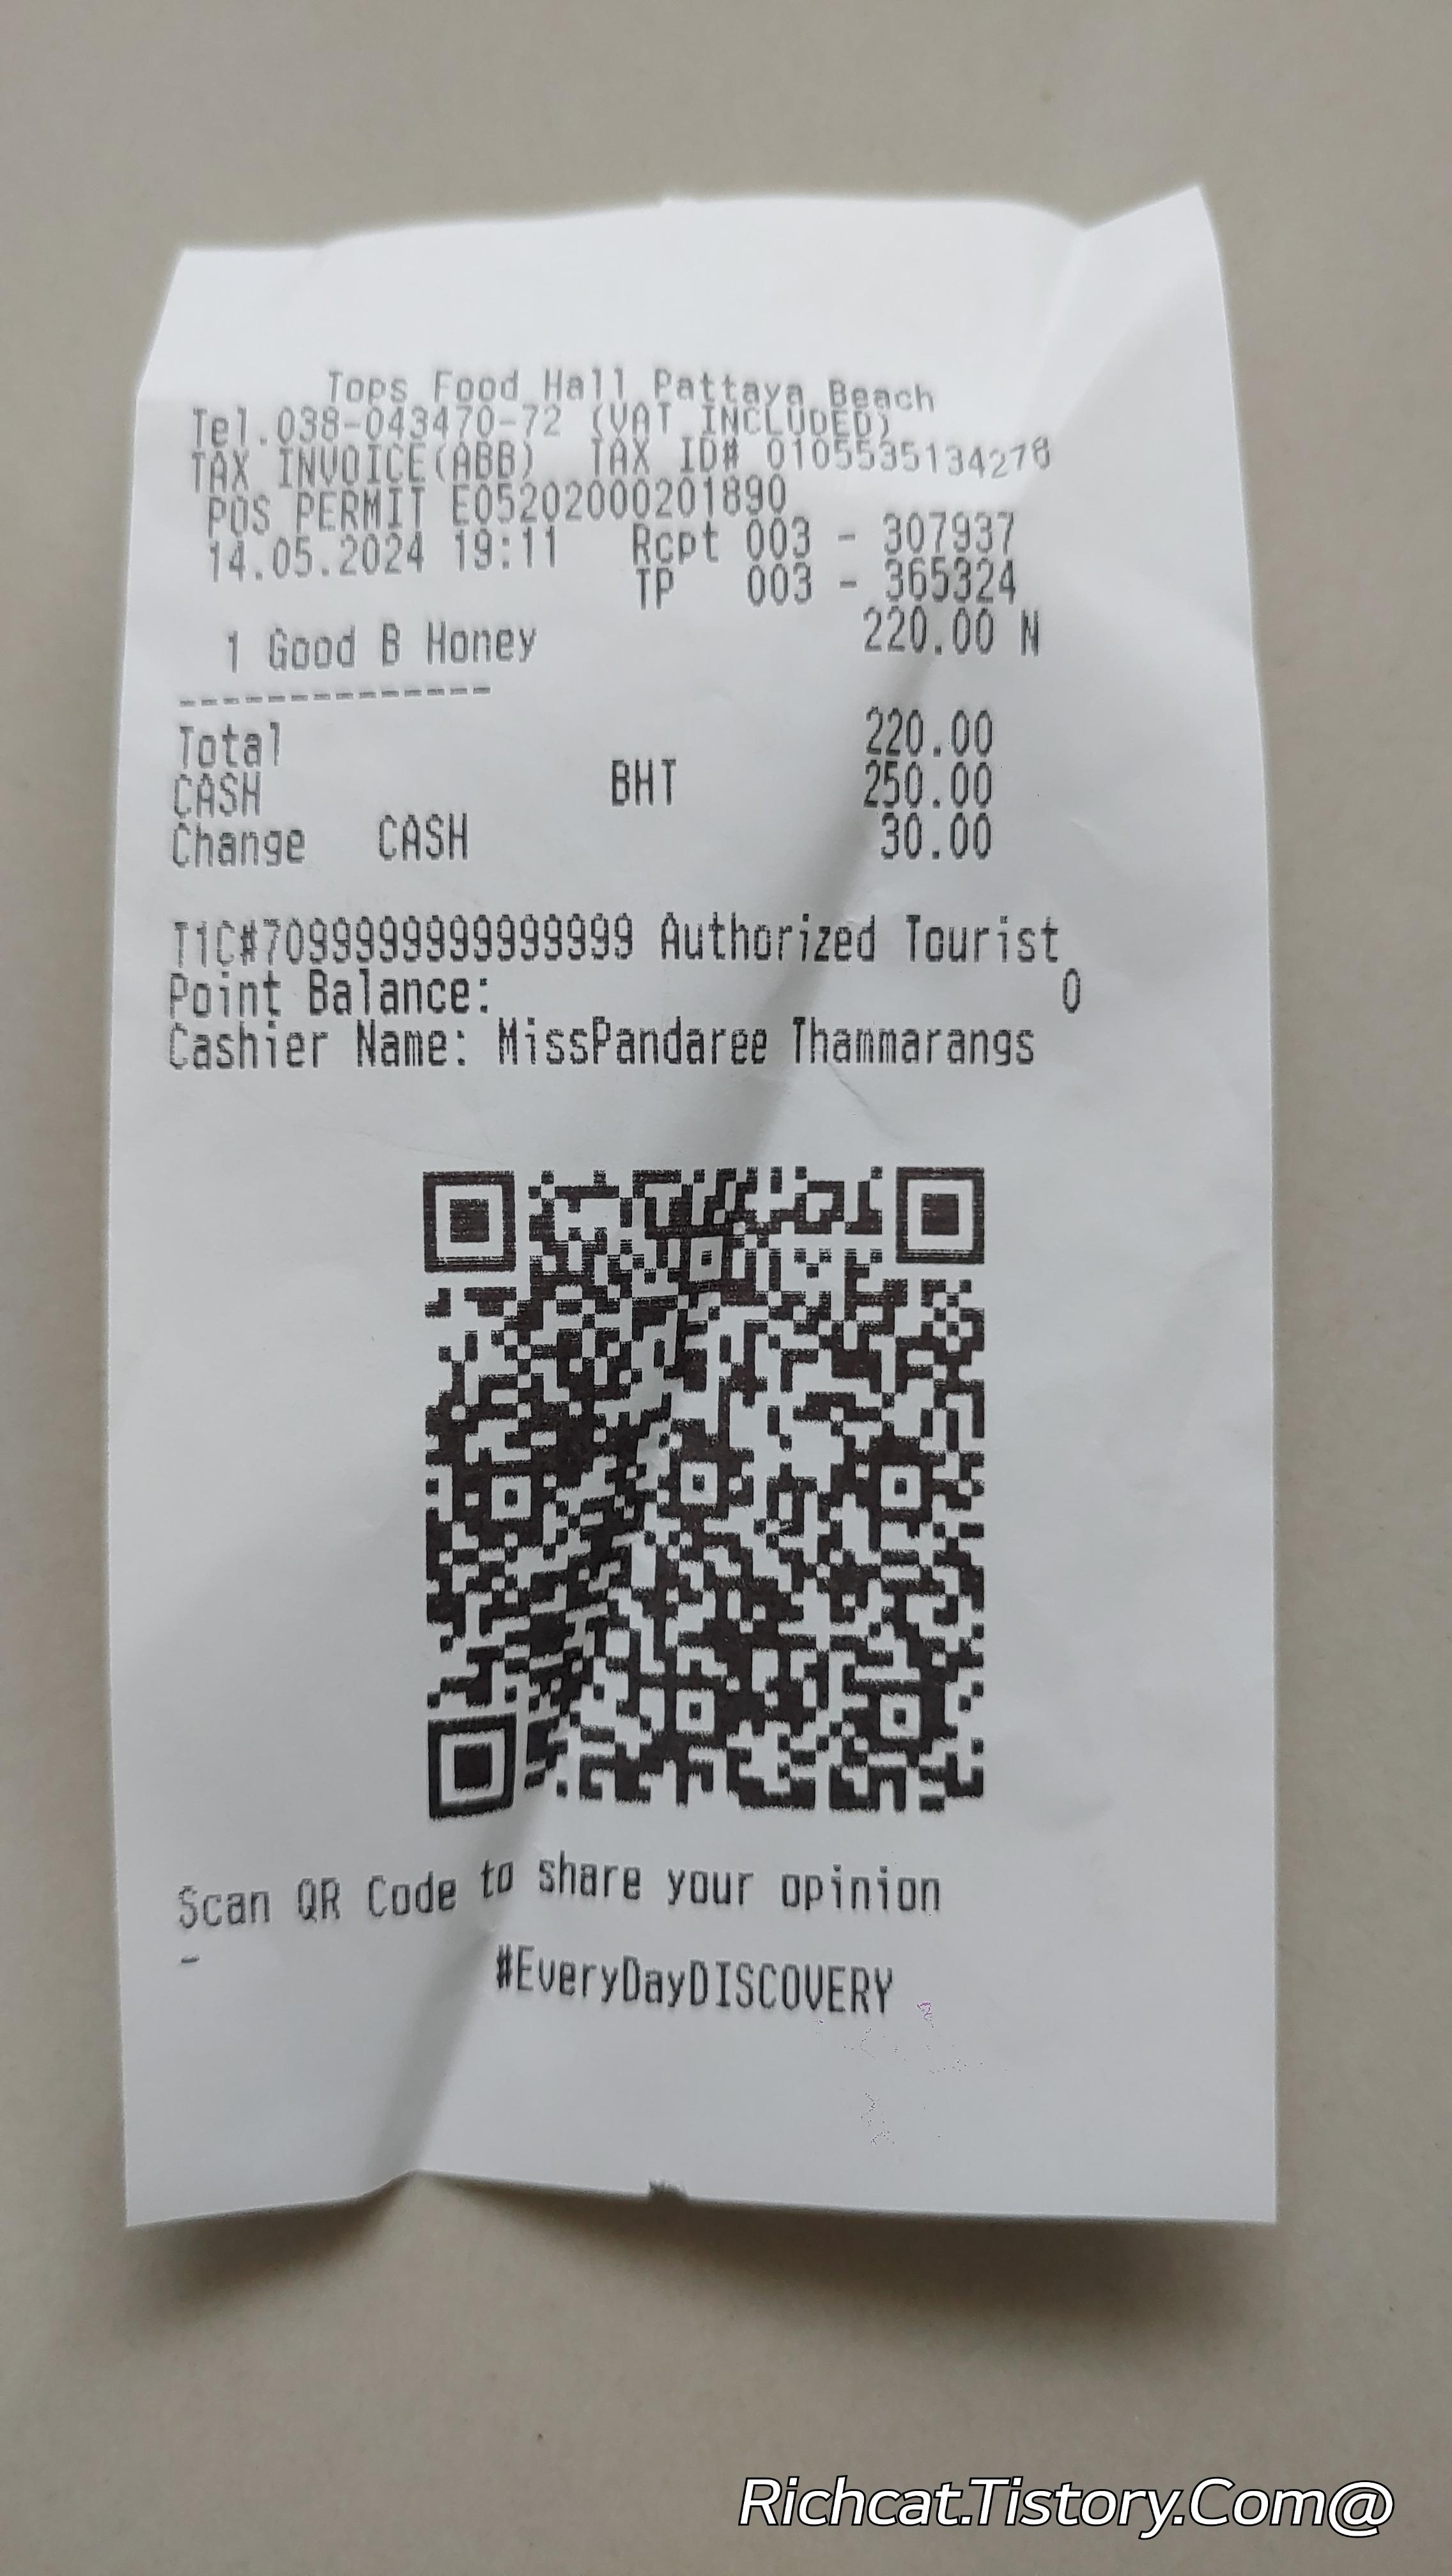 Tops Food Hall Pattaya Beach
Tel.038-043470-72 (VAT INCLUDED)
TAX INVOICE(ABB) TAX ID# 0105535134278
POS PERMIT E05202000201890
14.05.2024 19:11 Rcpt 003 - 307937
TP 003 - 365324
1 Good B Honey 220.00 N
--------------
Total 220.00
CASH BHT 250.00
Change CASH 30.00
T1C#7099999999999999 Authorized Tourist
Point Balance: 0
Cashier Name: MissPandaree Thammarangs
Scan QR Code to share your opinion
-
#EveryDayDISCOVERY
Richcat.Tistory.Com@